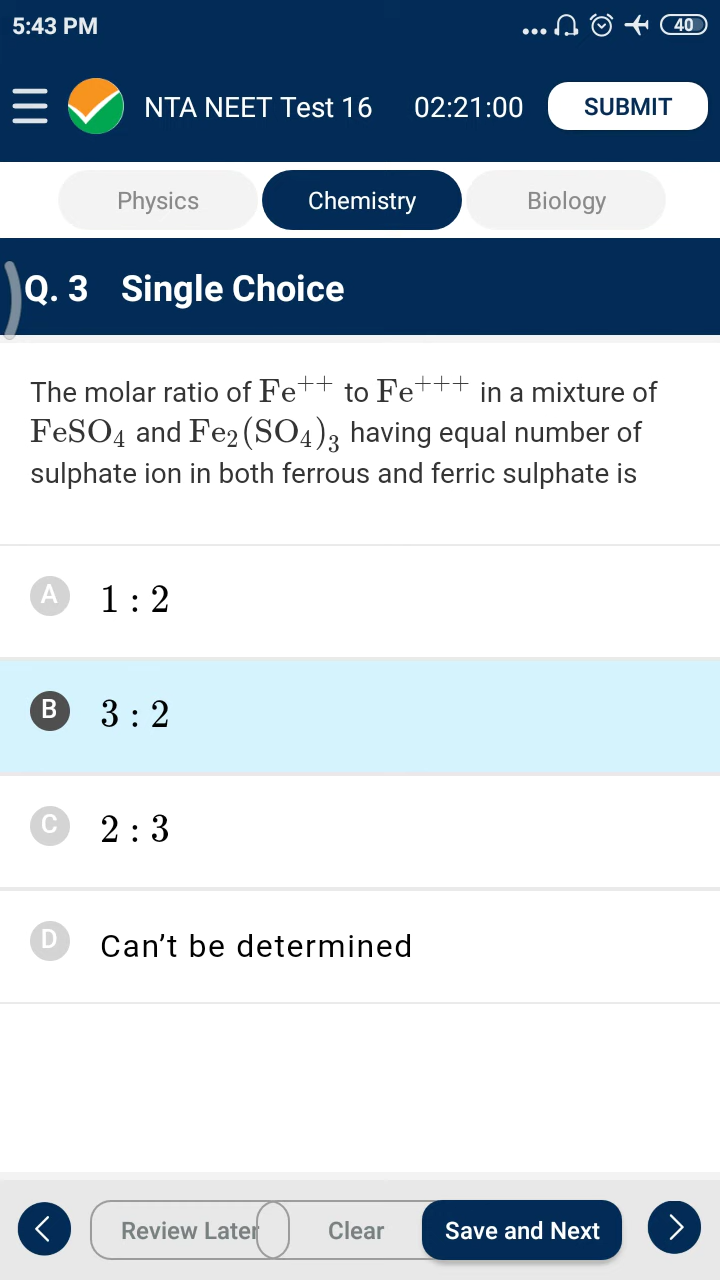 5:43 PM ... 40
NTA NEET Test 16 02:21:00 SUBMIT
Physics Chemistry Biology
Q. 3 Single Choice
The molar ratio of Fe⁺⁺ to Fe⁺⁺⁺ in a mixture of
FeSO₄ and Fe₂(SO₄)₃ having equal number of
sulphate ion in both ferrous and ferric sulphate is
A 1 : 2
B 3 : 2
C 2 : 3
D Can't be determined
Review Later Clear Save and Next